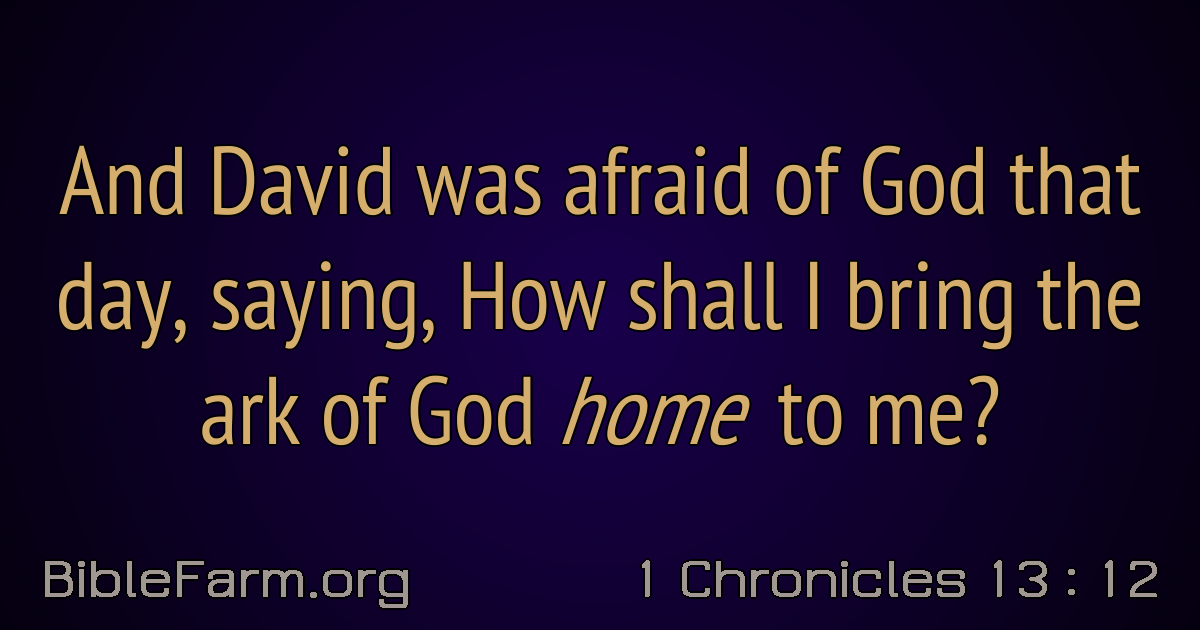 And David was afraid of God that
day, saying, How shall I bring the
ark of God home to me?
BibleFarm.org
1 Chronicles 13 : 12